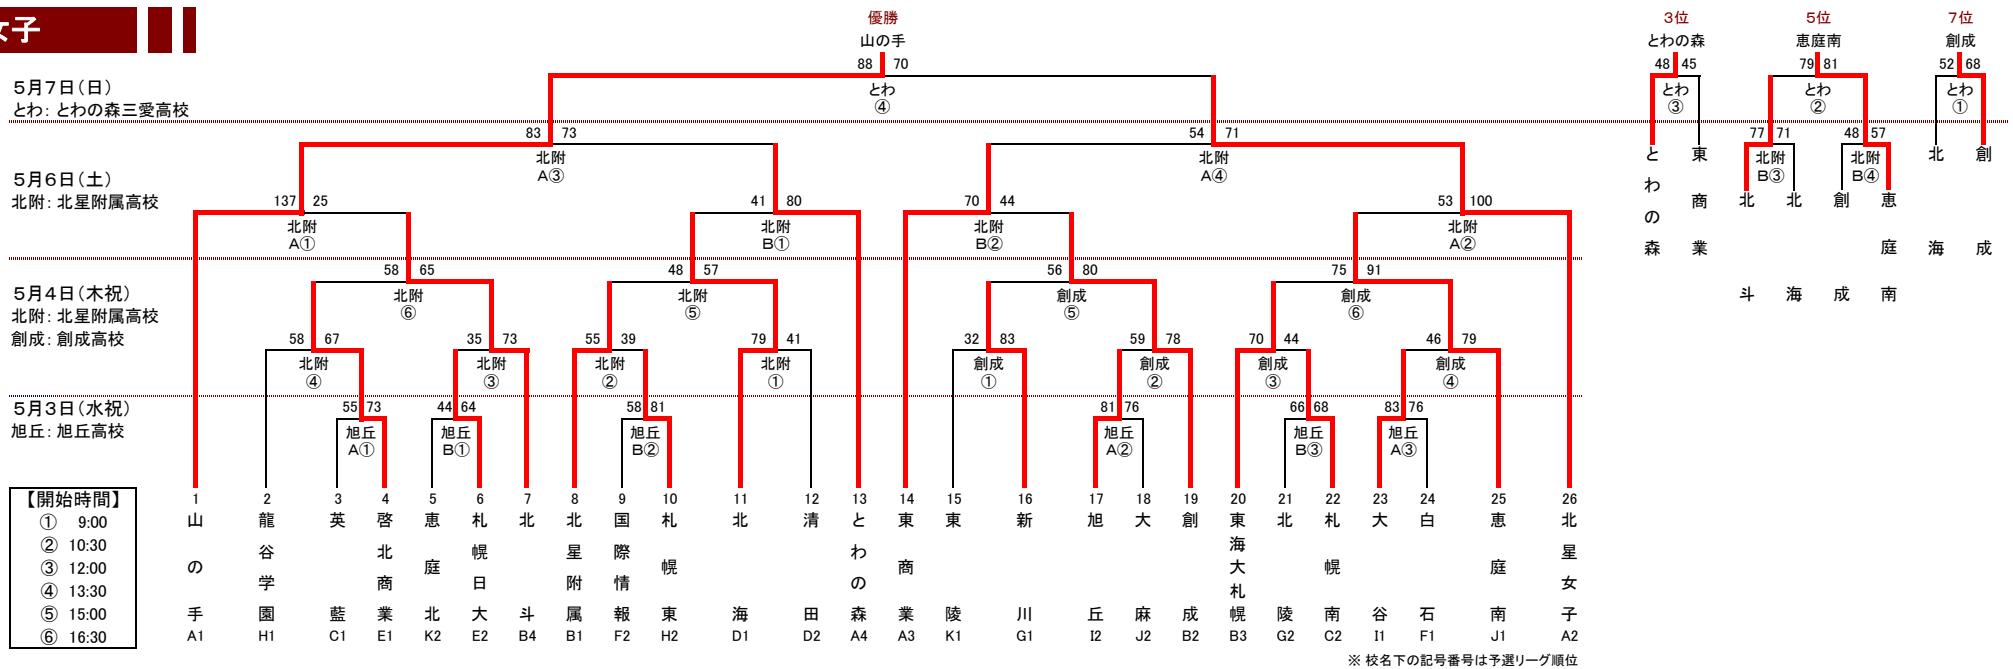 女子
優勝
山の手
3位
とわの森
5位
恵庭南
7位
創成
5月7日(日)
とわ: とわの森三愛高校
88 70
とわ
④
48 45
とわ
③
79 81
とわ
②
52 68
とわ
①
5月6日(土)
北附: 北星附属高校
83 73
北附
A③
54 71
北附
A④
77 71
北附
B③
48 57
北附
B④
とわの森
東商業
北斗
北海
創成
恵庭南
北海
創成
137 25
北附
A①
41 80
北附
B①
70 44
北附
B②
53 100
北附
A②
5月4日(木祝)
北附: 北星附属高校
創成: 創成高校
58 65
北附
⑥
48 57
北附
⑤
56 80
創成
⑤
75 91
創成
⑥
58 67
北附
④
35 73
北附
③
55 39
北附
②
79 41
北附
①
32 83
創成
①
59 78
創成
②
70 44
創成
③
46 79
創成
④
5月3日(水祝)
旭丘: 旭丘高校
55 73
旭丘
A①
44 64
旭丘
B①
58 81
旭丘
B②
81 76
旭丘
A②
66 68
旭丘
B③
83 76
旭丘
A③
【開始時間】
① 9:00
② 10:30
③ 12:00
④ 13:30
⑤ 15:00
⑥ 16:30
1 山の手 A1
2 龍谷学園 H1
3 英藍 C1
4 啓北商業 E1
5 恵庭北 K2
6 札幌日大 E2
7 北斗 B4
8 北星附属 B1
9 国際情報 F2
10 札幌東 H2
11 北海 D1
12 清田 D2
13 とわの森 A4
14 東商業 A3
15 東陵 K1
16 新川 G1
17 旭丘 I2
18 大麻 J2
19 創成 B2
20 東海大札幌 B3
21 北陵 G2
22 札幌南 C2
23 大谷 I1
24 白石 F1
25 恵庭南 J1
26 北星女子 A2
※ 校名下の記号番号は予選リーグ順位